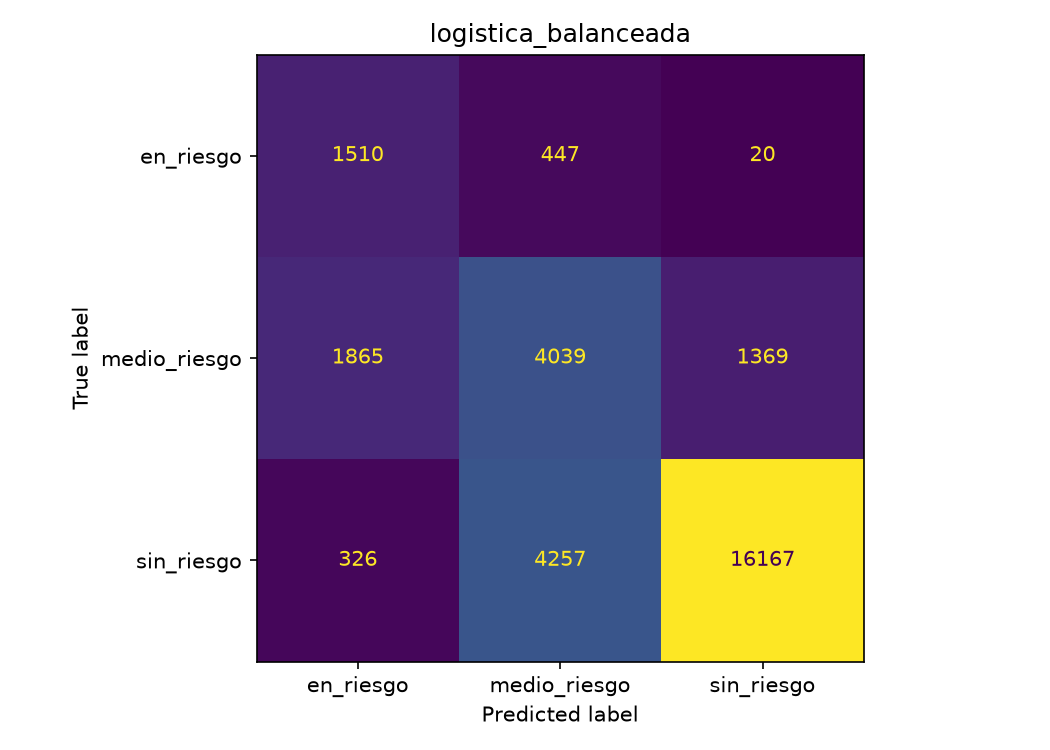 logistica_balanceada
en_riesgo 1510 447 20
medio_riesgo 1865 4039 1369
sin_riesgo 326 4257 16167
en_riesgo medio_riesgo sin_riesgo
Predicted label
True label